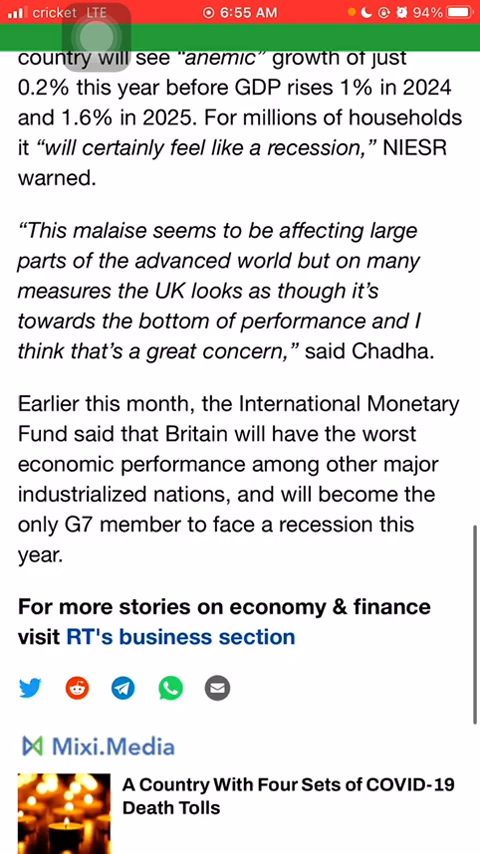 cricket LTE 6:55 AM 94%
country will see “anemic” growth of just
0.2% this year before GDP rises 1% in 2024
and 1.6% in 2025. For millions of households
it “will certainly feel like a recession,” NIESR
warned.
“This malaise seems to be affecting large
parts of the advanced world but on many
measures the UK looks as though it’s
towards the bottom of performance and I
think that’s a great concern,” said Chadha.
Earlier this month, the International Monetary
Fund said that Britain will have the worst
economic performance among other major
industrialized nations, and will become the
only G7 member to face a recession this
year.
For more stories on economy & finance
visit RT's business section
Mixi.Media
A Country With Four Sets of COVID-19
Death Tolls